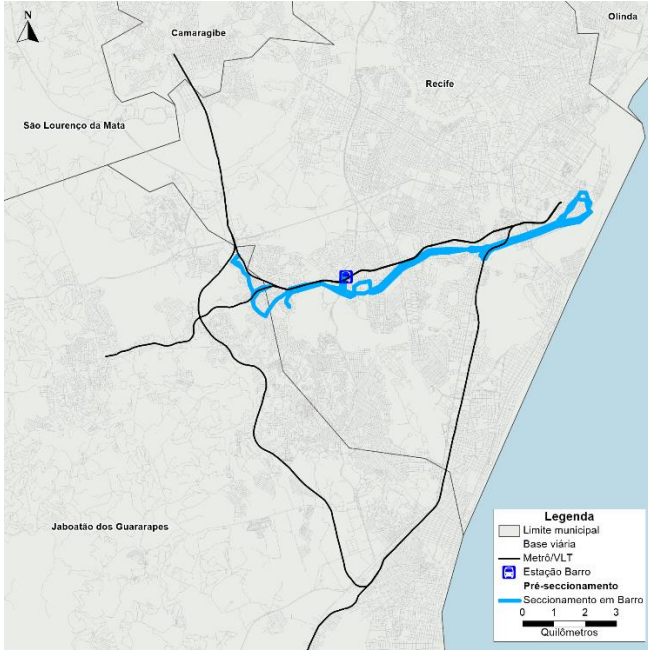 N
Olinda
Camaragibe
Recife
São Lourenço da Mata
Jaboatão dos Guararapes
Legenda
Limite municipal
Base viária
Metrô/VLT
Estação Barro
Pré-seccionamento
Seccionamento em Barro
0 1 2 3
Quilômetros